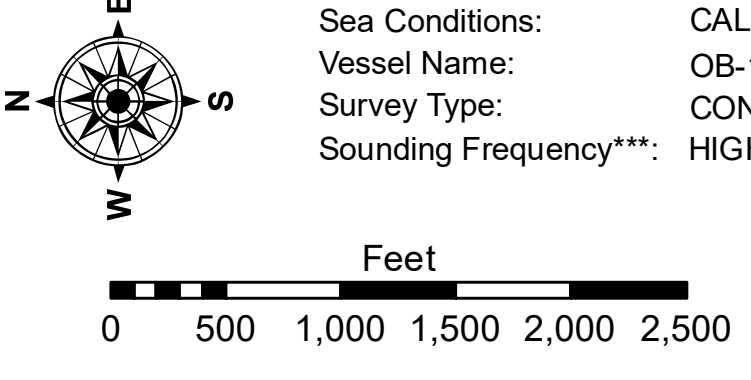 E
N S
W
Sea Conditions:
Vessel Name:
Survey Type:
Sounding Frequency***:
Feet
0 500 1,000 1,500 2,000 2,500